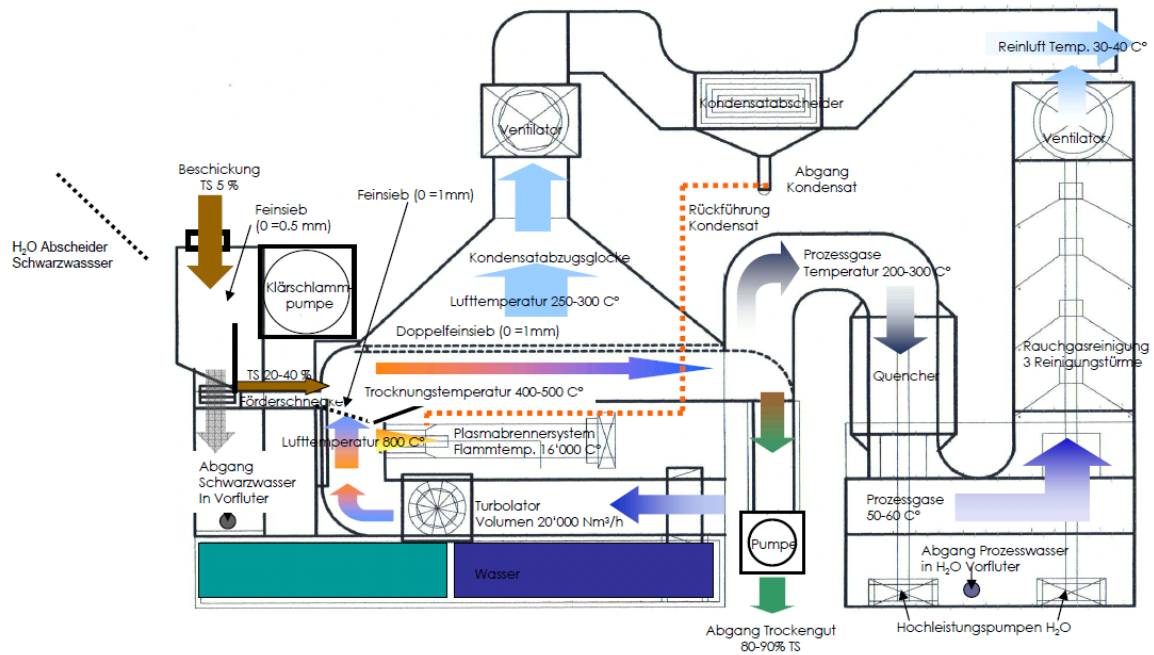 Reinluft Temp. 30-40 C°
Kondensatabscheider
Ventilator
Ventilator
Beschickung
TS 5 %
Feinsieb (0 =1mm)
Abgang
Kondensat
Feinsieb
(0 =0.5 mm)
Rückführung
Kondensat
H2O Abscheider
Schwarzwassser
Kondensatabzugsglocke
Prozessgase
Temperatur 200-300 C°
Klärschlamm-
pumpe
Lufttemperatur 250-300 C°
Doppelfeinsieb (0 =1mm)
Rauchgasreinigung
3 Reinigungstürme
TS 20-40 %
Quencher
Trocknungstemperatur 400-500 C°
Förderschnecke
Lufttemperatur 800 C°
Plasmabrennersystem
Flammtemp. 16'000 C°
Abgang
Schwarzwasser
In Vorfluter
Turbolator
Volumen 20'000 Nm³/h
Prozessgase
50-60 C°
Pumpe
Abgang Prozesswasser
in H2O Vorfluter
Wasser
Hochleistungspumpen H2O
Abgang Trockengut
80-90% TS